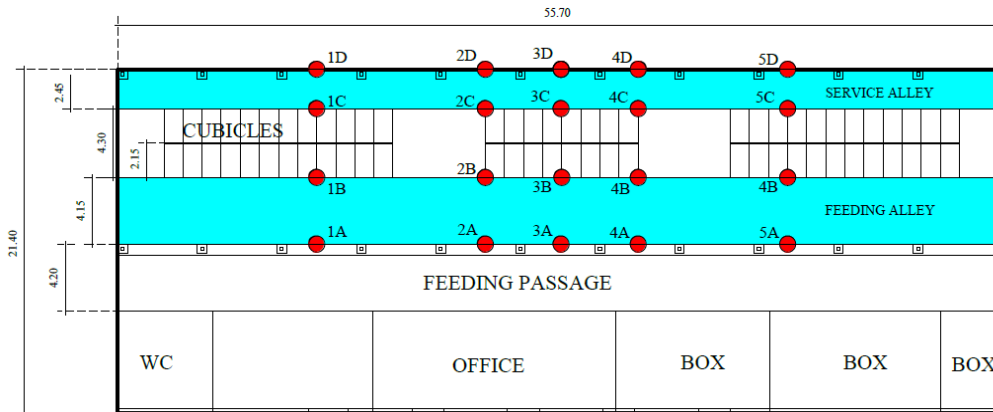 55.70
1D 2D 3D 4D 5D
2.45
SERVICE ALLEY
1C 2C 3C 4C 5C
CUBICLES
4.30
2.15
2B
1B 3B 4B 4B
4.15
FEEDING ALLEY
21.40
1A 2A 3A 4A 5A
4.20
FEEDING PASSAGE
WC OFFICE BOX BOX BOX